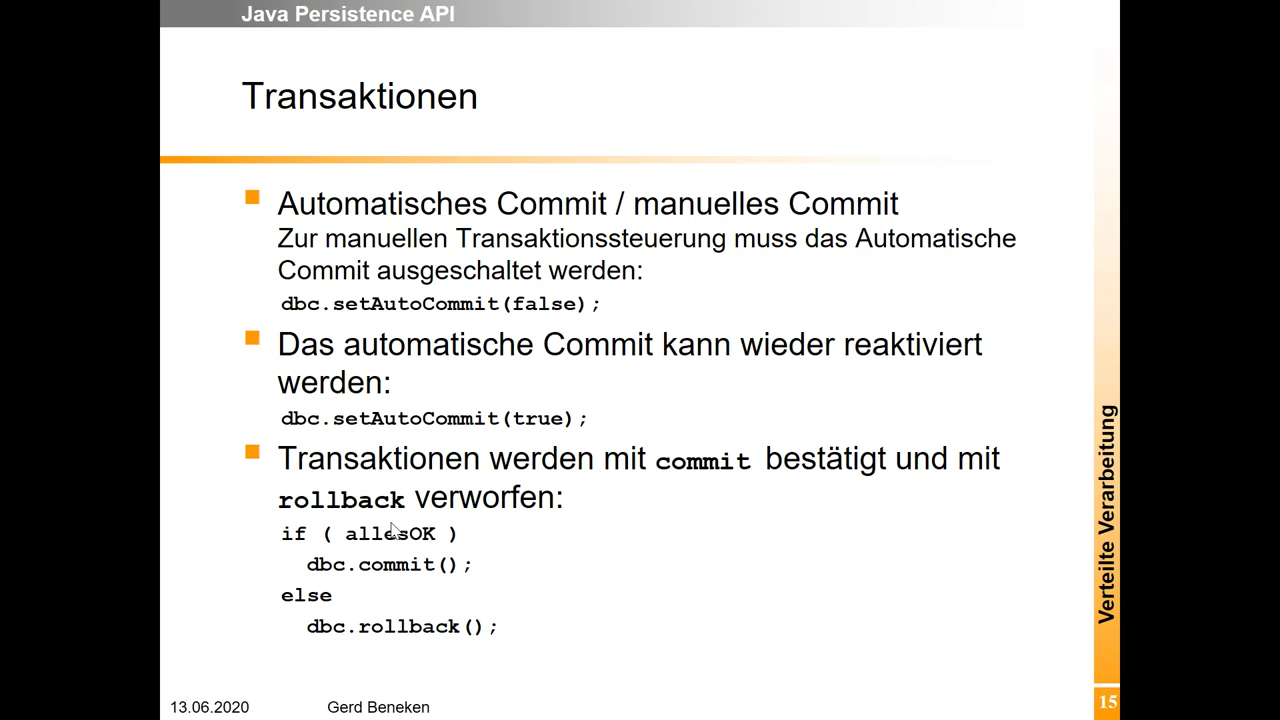 Java Persistence API
Transaktionen
Automatisches Commit / manuelles Commit
Zur manuellen Transaktionssteuerung muss das Automatische
Commit ausgeschaltet werden:
dbc.setAutoCommit(false);
Das automatische Commit kann wieder reaktiviert
werden:
dbc.setAutoCommit(true);
Transaktionen werden mit commit bestätigt und mit
rollback verworfen:
if ( allesOK )
  dbc.commit();
else
  dbc.rollback();
Verteilte Verarbeitung
13.06.2020
Gerd Beneken
15